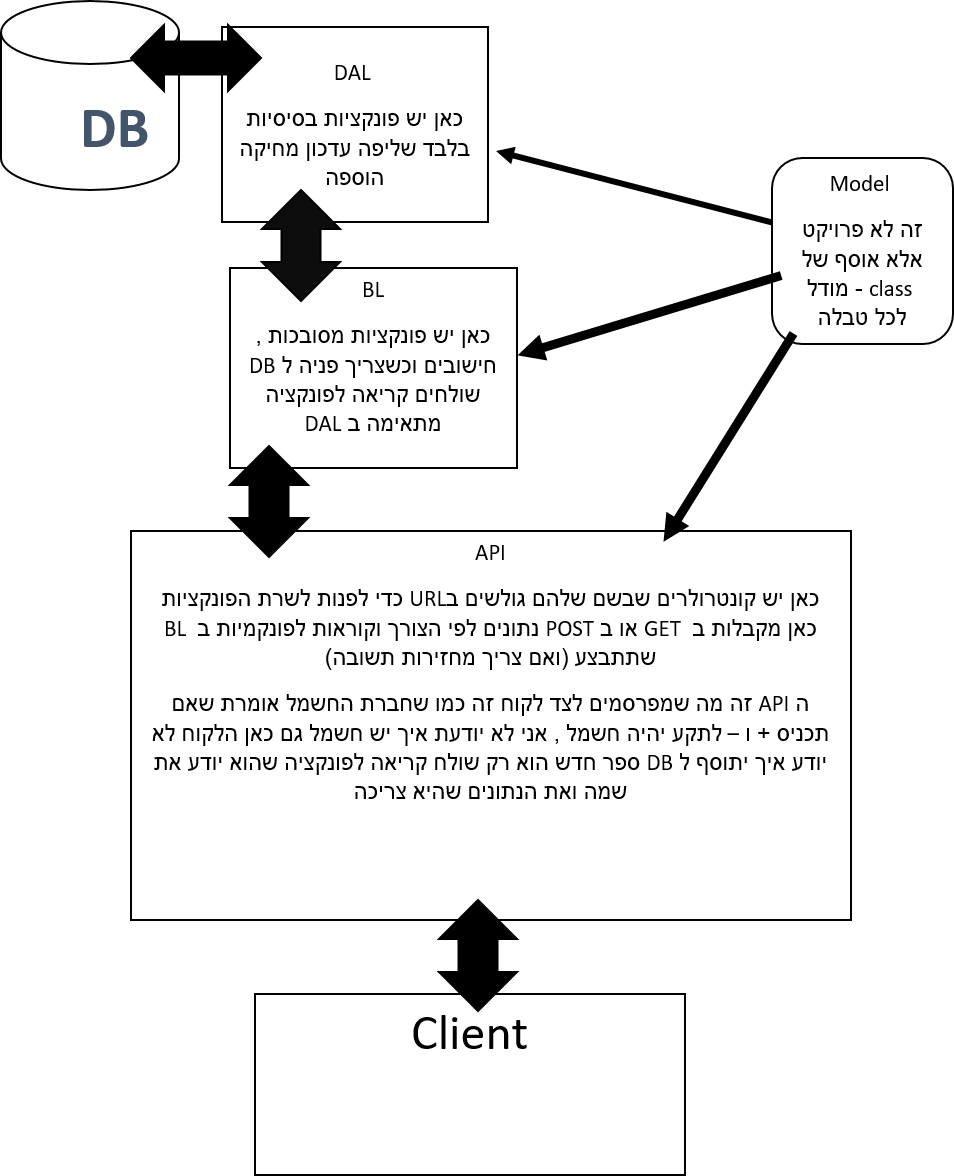 DB
DAL
כאן יש פונקציות בסיסיות
בלבד שליפה עדכון מחיקה
הוספה
Model
זה לא פרויקט
אלא אוסף של
class - מודל
לכל טבלה
BL
כאן יש פונקציות מסובכות ,
חישובים וכשצריך פניה ל DB
שולחים קריאה לפונקציה
מתאימה ב DAL
API
כאן יש קונטרולרים שבשם שלהם גולשים בURL כדי לפנות לשרת הפונקציות
כאן מקבלות ב GET או ב POST נתונים לפי הצורך וקוראות לפונקמיות ב BL
שתתבצע (ואם צריך מחזירות תשובה)
ה API זה מה שמפרסמים לצד לקוח זה כמו שחברת החשמל אומרת שאם
תכניס + ו – לתקע יהיה חשמל , אני לא יודעת איך יש חשמל גם כאן הלקוח לא
יודע איך יתוסף ל DB ספר חדש הוא רק שולח קריאה לפונקציה שהוא יודע את
שמה ואת הנתונים שהיא צריכה
Client